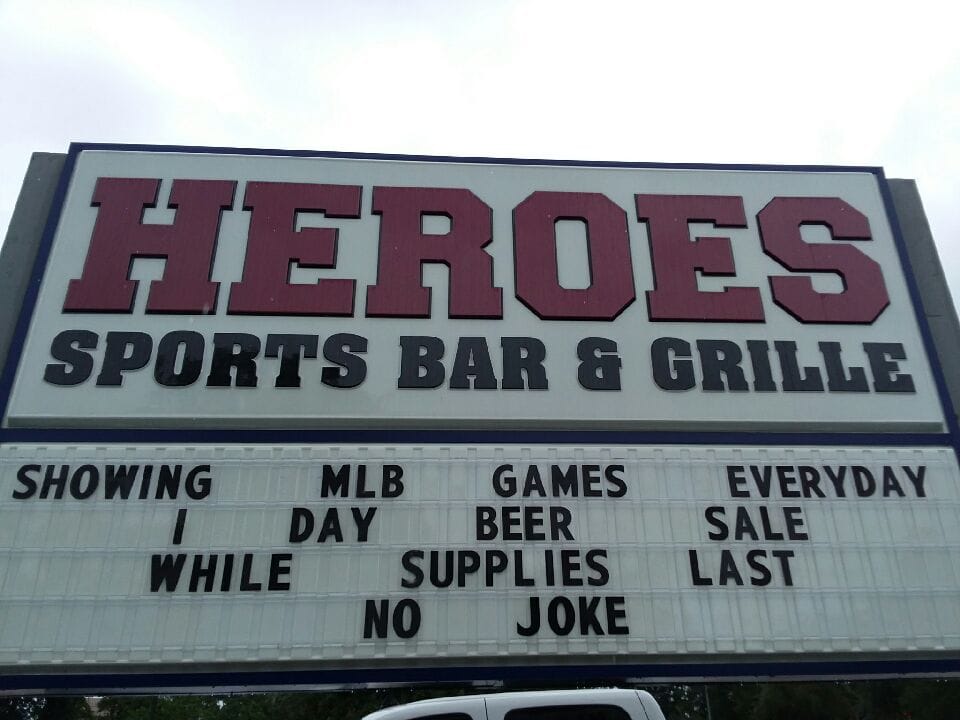 HEROES
SPORTS BAR & GRILLE
SHOWING MLB GAMES EVERYDAY
1 DAY BEER SALE
WHILE SUPPLIES LAST
NO JOKE